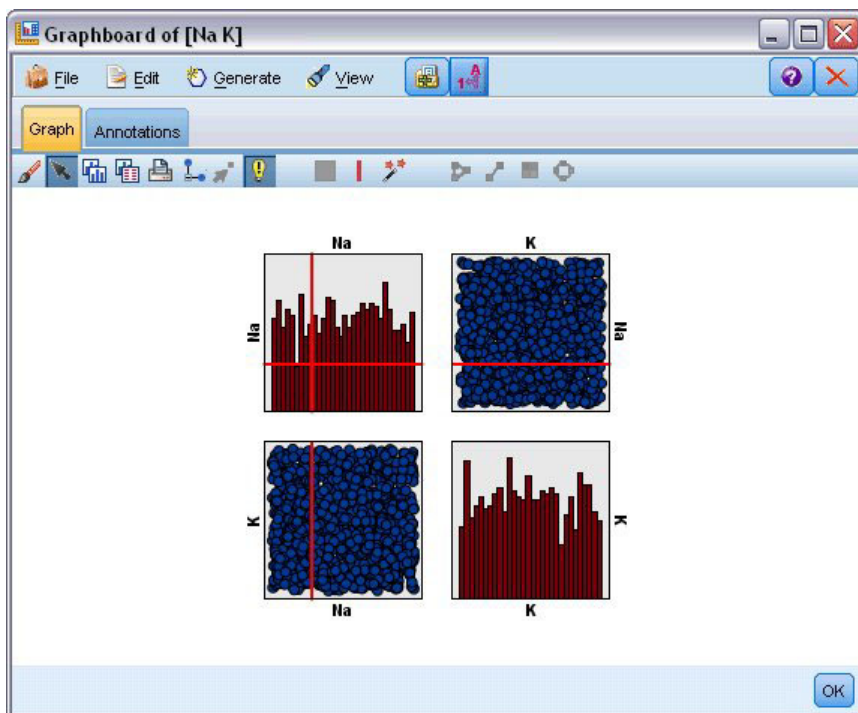 Graphboard of [Na K]
File Edit Generate View
Graph Annotations
Na K
Na Na
K K
Na K
OK